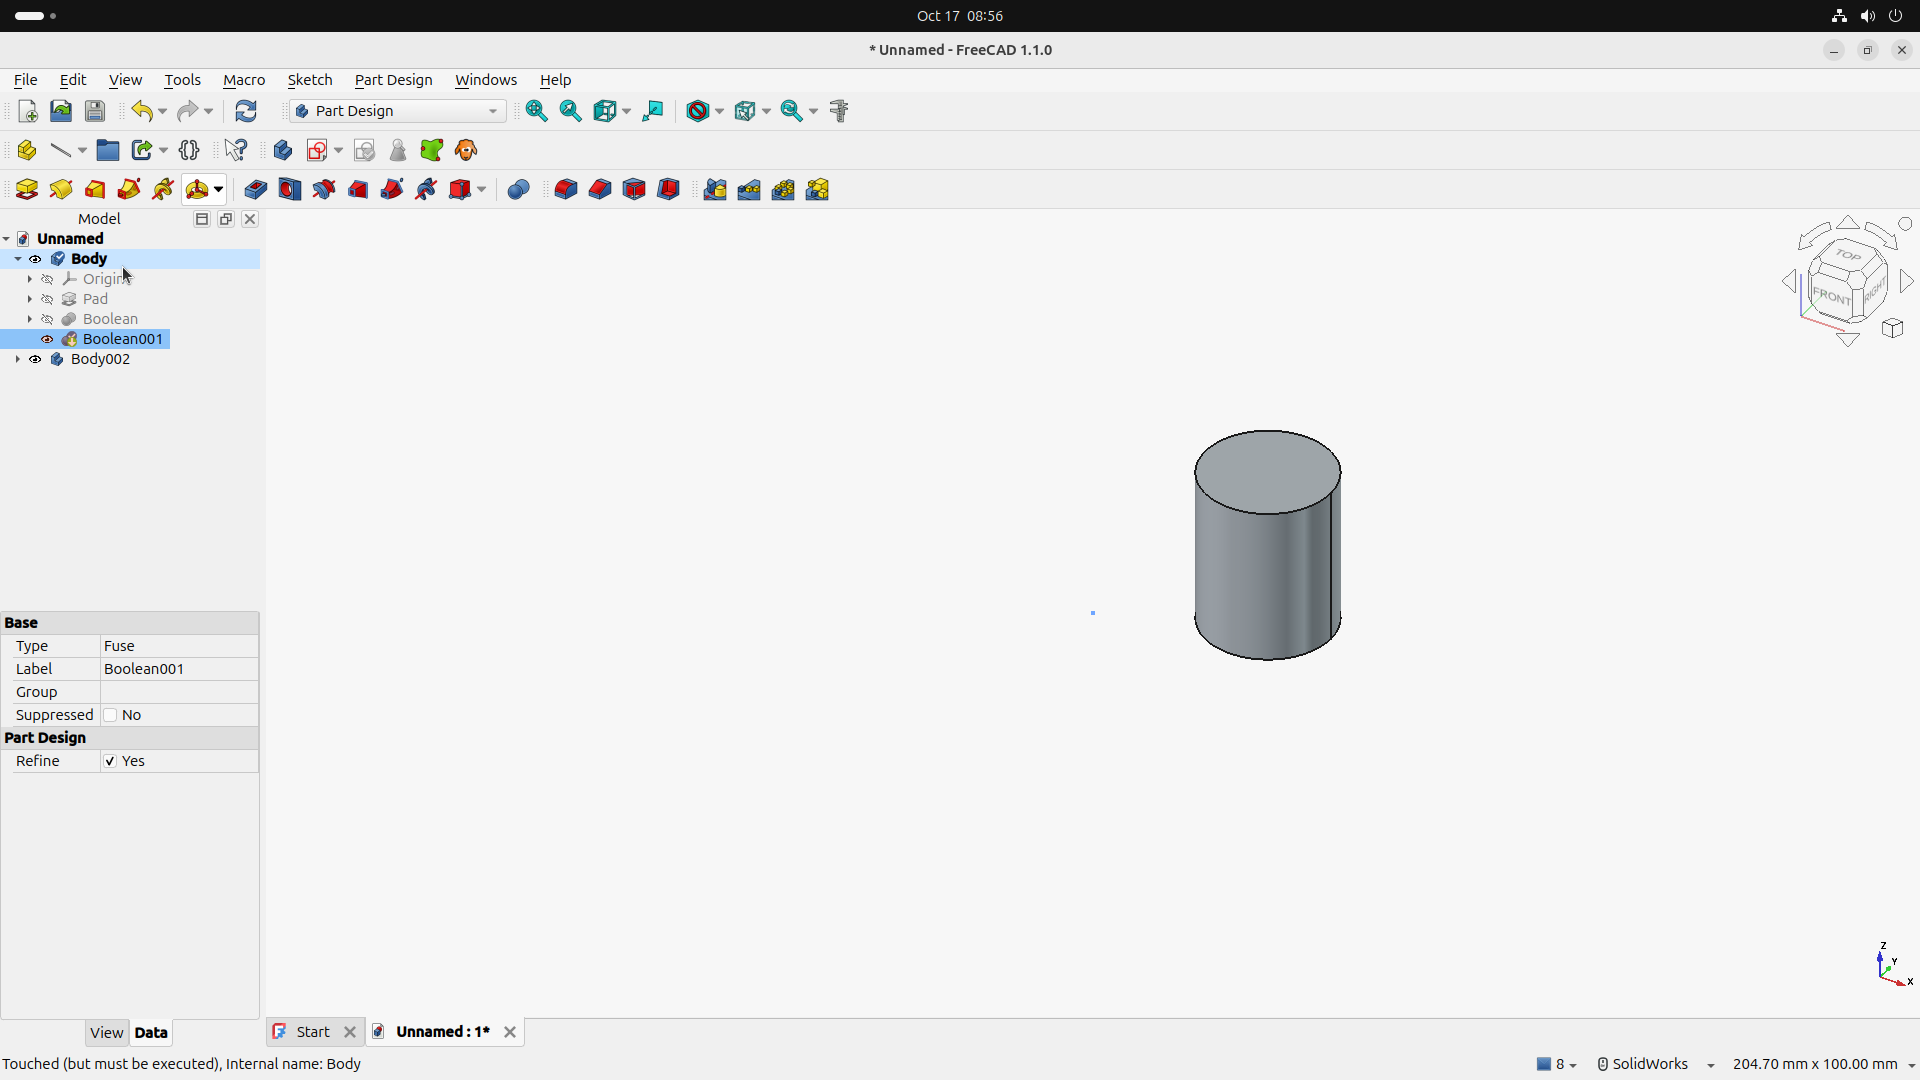 Oct 17 08:56
* Unnamed - FreeCAD 1.1.0
File Edit View Tools Macro Sketch Part Design Windows Help
Part Design
Model
Unnamed
Body
Origin
Pad
Boolean
Boolean001
Body002
TOP
FRONT
RIGHT
Base
Type Fuse
Label Boolean001
Group
Suppressed No
Part Design
Refine Yes
Z
Y
X
View Data
Start
Unnamed : 1*
Touched (but must be executed), Internal name: Body
8
SolidWorks
204.70 mm x 100.00 mm